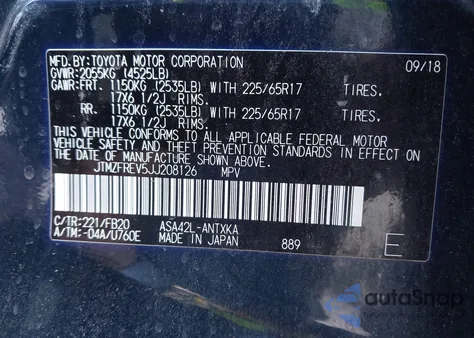 MFD.BY:TOYOTA MOTOR CORPORATION 09/18
GVWR: 2055KG (4525LB)
GAWR:FRT. 1150KG (2535LB) WITH 225/65R17 TIRES,
17X6 1/2J RIMS.
RR. 1150KG (2535LB) WITH 225/65R17 TIRES,
17X6 1/2J RIMS.
THIS VEHICLE CONFORMS TO ALL APPLICABLE FEDERAL MOTOR
VEHICLE SAFETY AND THEFT PREVENTION STANDARDS IN EFFECT ON
THE DATE OF MANUFACTURE SHOWN ABOVE.
JTMZFREV5JJ208126 MPV
C/TR:221/FB20 ASA42L-ANTXKA
A/TM:-04A/U760E MADE IN JAPAN 889 E
autoSnap